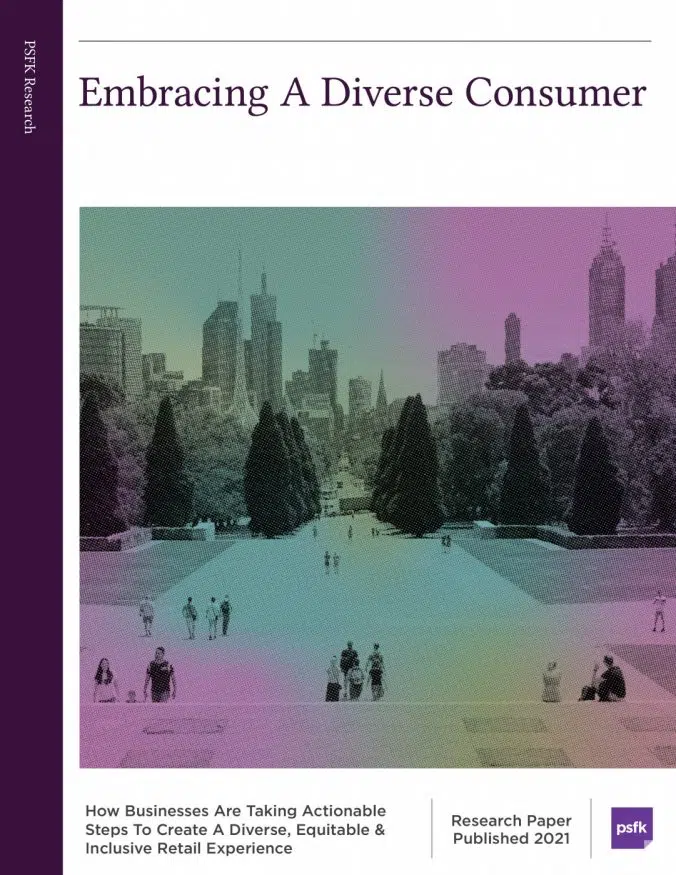 PSFK Research
Embracing A Diverse Consumer
How Businesses Are Taking Actionable
Steps To Create A Diverse, Equitable &
Inclusive Retail Experience
Research Paper
Published 2021
psfk